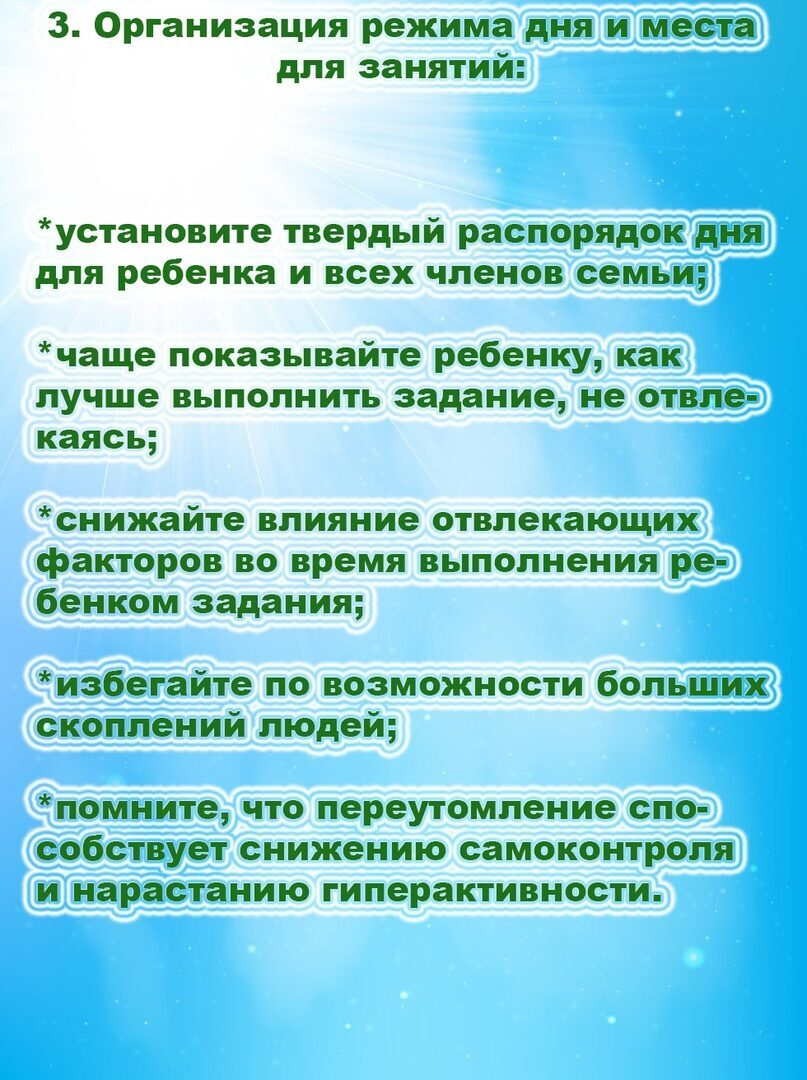 3. Организация режима дня и места
для занятий:
*установите твердый распорядок дня
для ребенка и всех членов семьи;
*чаще показывайте ребенку, как
лучше выполнить задание, не отвле-
каясь;
*снижайте влияние отвлекающих
факторов во время выполнения ре-
бенком задания;
*избегайте по возможности больших
скоплений людей;
*помните, что переутомление спо-
собствует снижению самоконтроля
и нарастанию гиперактивности.